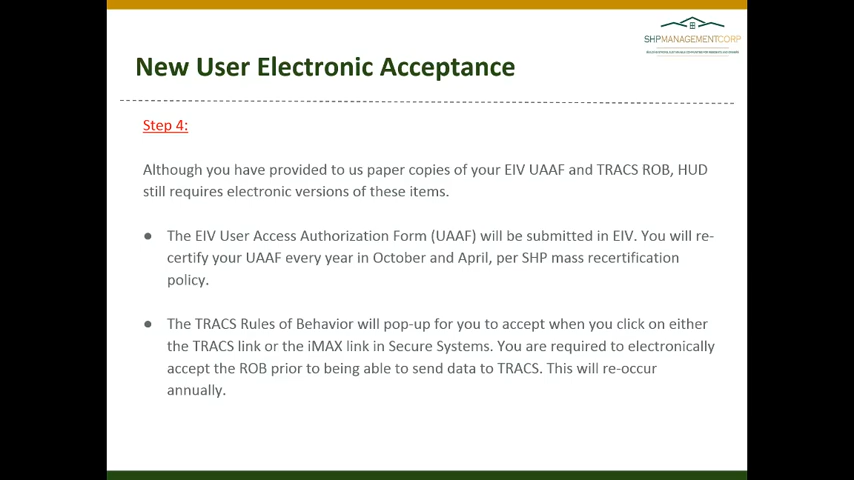 SHPMANAGEMENTCORP
New User Electronic Acceptance
Step 4:
Although you have provided to us paper copies of your EIV UAAF and TRACS ROB, HUD
still requires electronic versions of these items.
● The EIV User Access Authorization Form (UAAF) will be submitted in EIV. You will re-
certify your UAAF every year in October and April, per SHP mass recertification
policy.
● The TRACS Rules of Behavior will pop-up for you to accept when you click on either
the TRACS link or the iMAX link in Secure Systems. You are required to electronically
accept the ROB prior to being able to send data to TRACS. This will re-occur
annually.